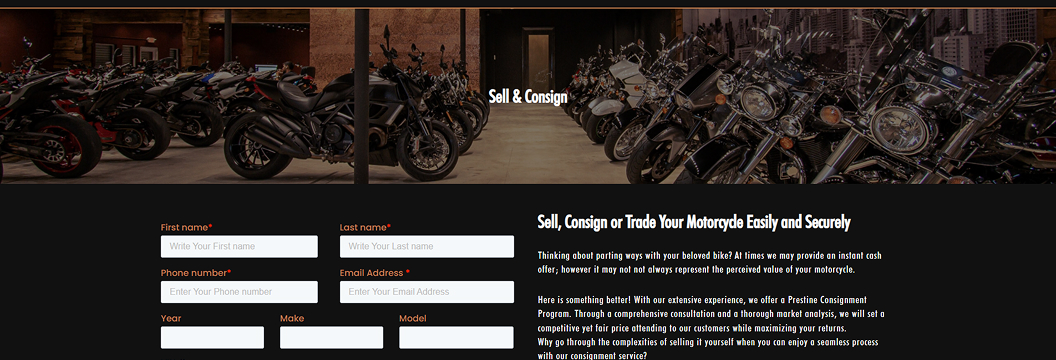 Sell & Consign
First name*
Last name*
Write Your First name
Write Your Last name
Phone number*
Email Address *
Enter Your Phone number
Enter Your Email Address
Year
Make
Model
Sell, Consign or Trade Your Motorcycle Easily and Securely
Thinking about parting ways with your beloved bike? At times we may provide an instant cash
offer; however it may not not always represent the perceived value of your motorcycle.
Here is something better! With our extensive experience, we offer a Prestine Consignment
Program. Through a comprehensive consultation and a thorough market analysis, we will set a
competitive yet fair price attending to our customers while maximizing your returns.
Why go through the complexities of selling it yourself when you can enjoy a seamless process
with our consignment service?